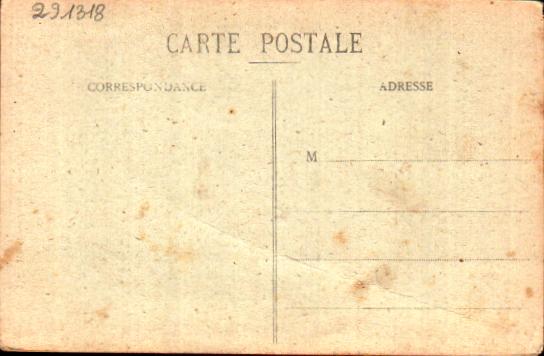 291318
CARTE POSTALE
CORRESPONDANCE
ADRESSE
M